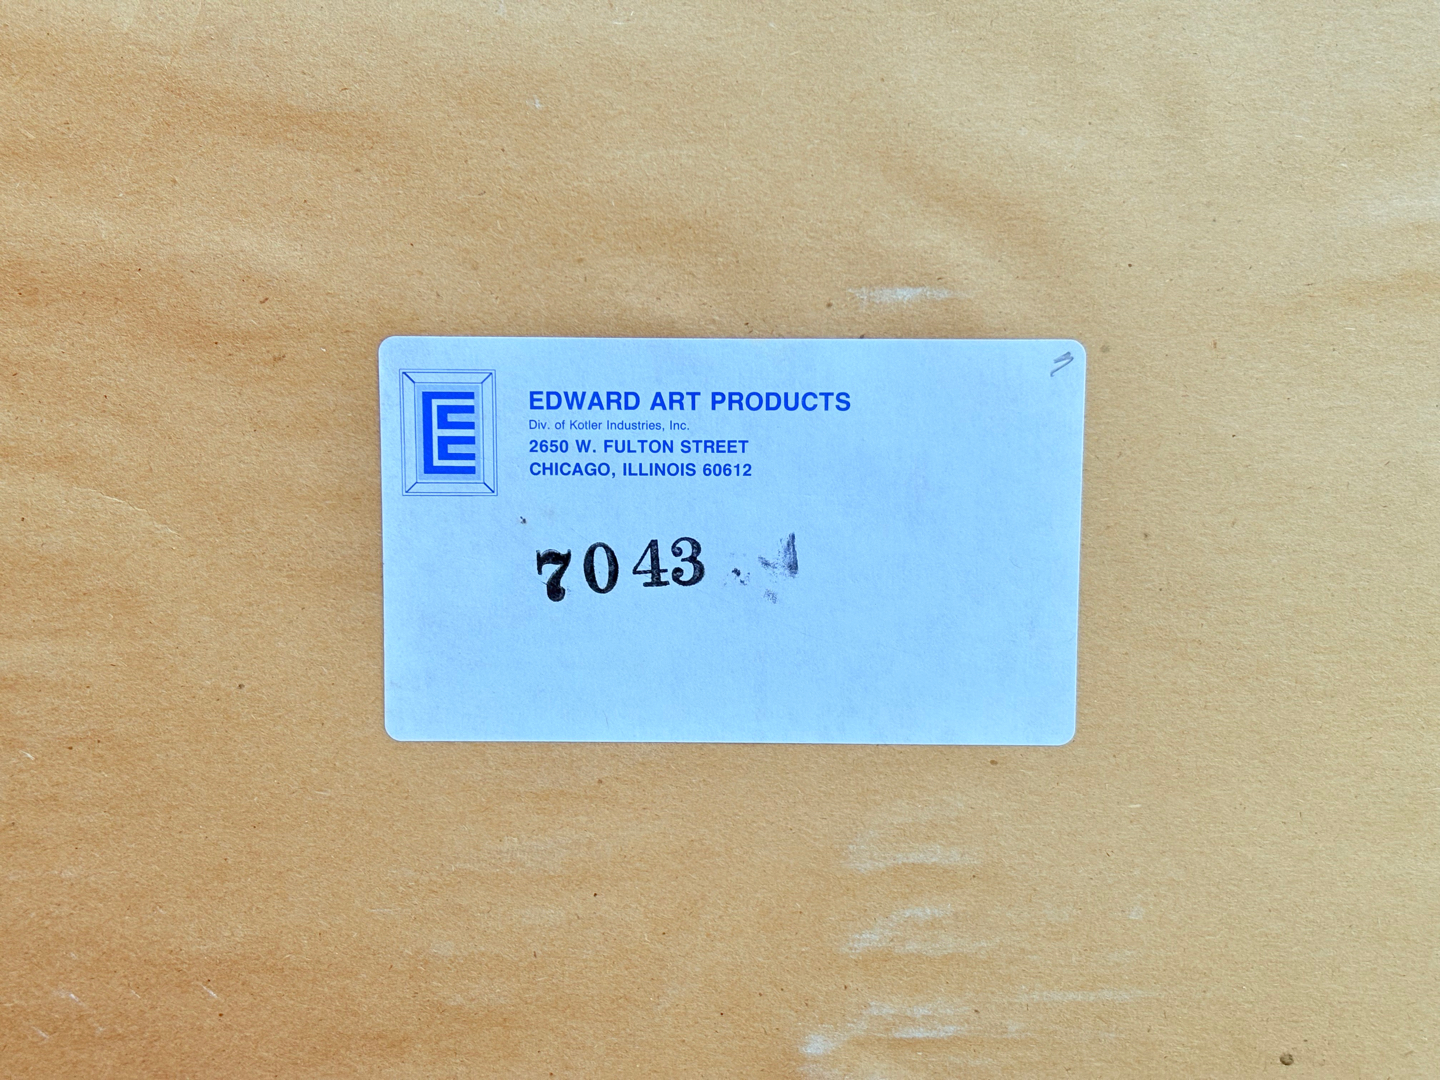 EDWARD ART PRODUCTS
Div. of Kotler Industries, Inc.
2650 W. FULTON STREET
CHICAGO, ILLINOIS 60612
7043